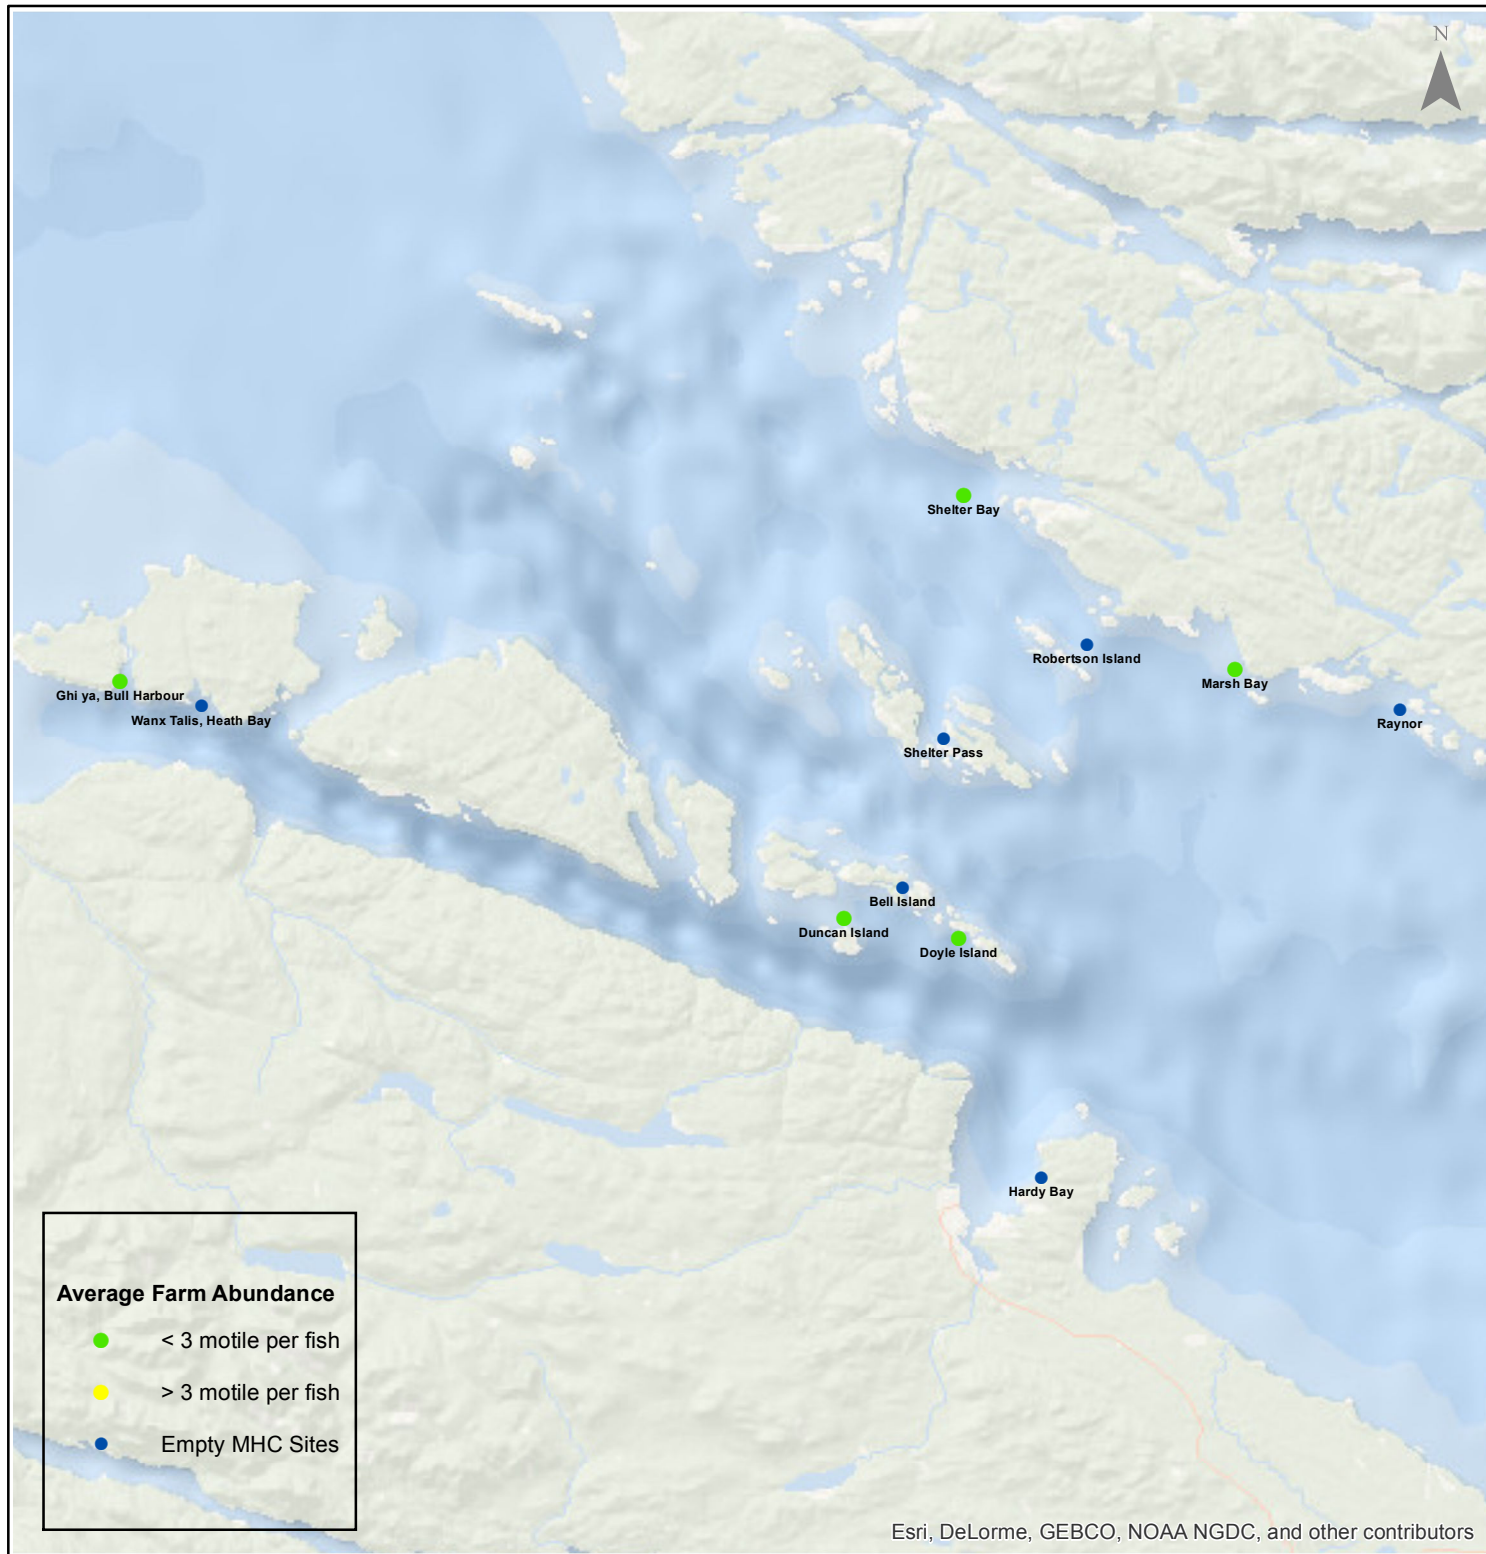 N
Shelter Bay
Robertson Island
Marsh Bay
Ghi ya, Bull Harbour
Raynor
Wanx Talis, Heath Bay
Shelter Pass
Bell Island
Duncan Island
Doyle Island
Hardy Bay
Average Farm Abundance
< 3 motile per fish
> 3 motile per fish
Empty MHC Sites
Esri, DeLorme, GEBCO, NOAA NGDC, and other contributors